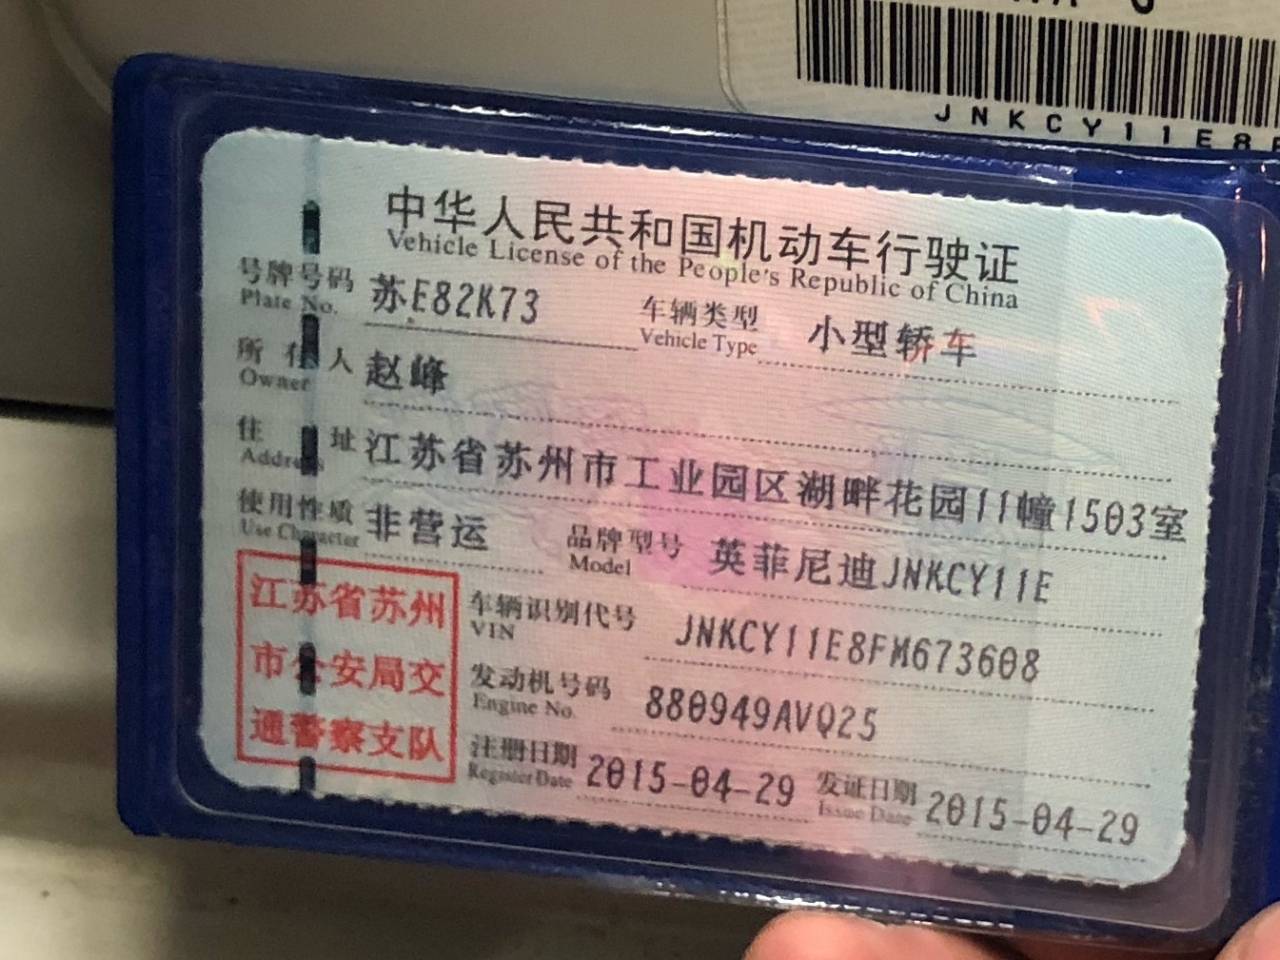 JNKCY11E8F
中华人民共和国机动车行驶证
Vehicle License of the People's Republic of China
号牌号码 苏E82K73 车辆类型 小型轿车
Plate No. Vehicle Type
所有人 赵峰
Owner
住址 江苏省苏州市工业园区湖畔花园11幢1503室
Address
使用性质 非营运 品牌型号 英菲尼迪JNKCY11E
Use Character Model
江苏省苏州
市公安局交
通警察支队
车辆识别代号 JNKCY11E8FM673608
VIN
发动机号码 880949AVQ25
Engine No.
注册日期 2015-04-29 发证日期 2015-04-29
Register Date Issue Date